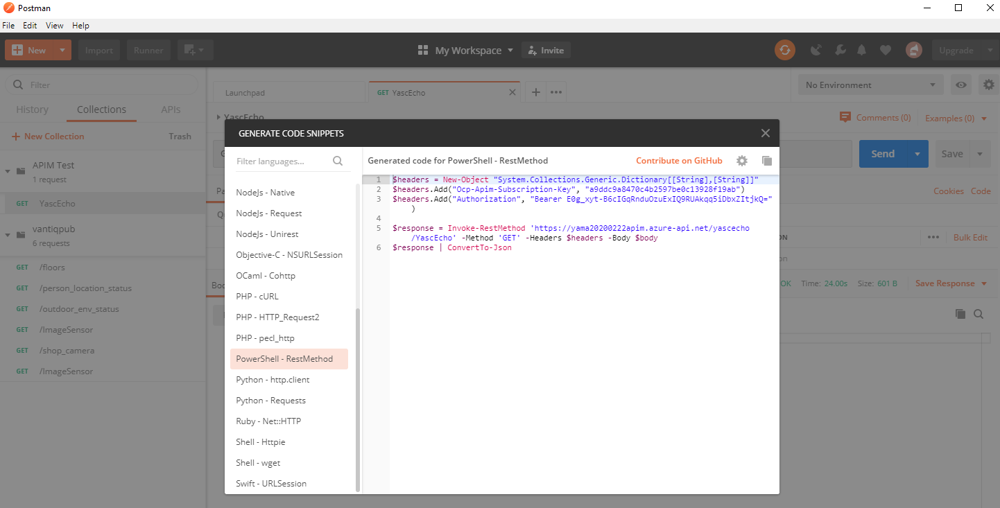 Postman
File Edit View Help
New Import Runner My Workspace Invite Upgrade
Filter
History Collections APIs
New Collection Trash
APIM Test
1 request
GET YascEcho
vantiqpub
6 requests
GET /floors
GET /person_location_status
GET /outdoor_env_status
GET /ImageSensor
GET /shop_camera
GET /ImageSensor
Launchpad GET YascEcho No Environment
YascEcho Comments (0) Examples (0)
Send Save
Cookies Code
Bulk Edit
OK Time: 24.00s Size: 601 B Save Response
GENERATE CODE SNIPPETS
Filter languages...
NodeJs - Native
NodeJs - Request
NodeJs - Unirest
Objective-C - NSURLSession
OCaml - Cohttp
PHP - cURL
PHP - HTTP_Request2
PHP - pecl_http
PowerShell - RestMethod
Python - http.client
Python - Requests
Ruby - Net::HTTP
Shell - Httpie
Shell - wget
Swift - URLSession
Generated code for PowerShell - RestMethod Contribute on GitHub
1 $headers = New-Object "System.Collections.Generic.Dictionary[[String],[String]]"
2 $headers.Add("Ocp-Apim-Subscription-Key", "a9ddc9a8470c4b2597be0c13928f19ab")
3 $headers.Add("Authorization", "Bearer E0g_xyt-B6cIGqRnduOzuExIQ9RUAkqq5iDbxZItjkQ="
)
4
5 $response = Invoke-RestMethod 'https://yama20200222apim.azure-api.net/yascecho
/YascEcho' -Method 'GET' -Headers $headers -Body $body
6 $response | ConvertTo-Json